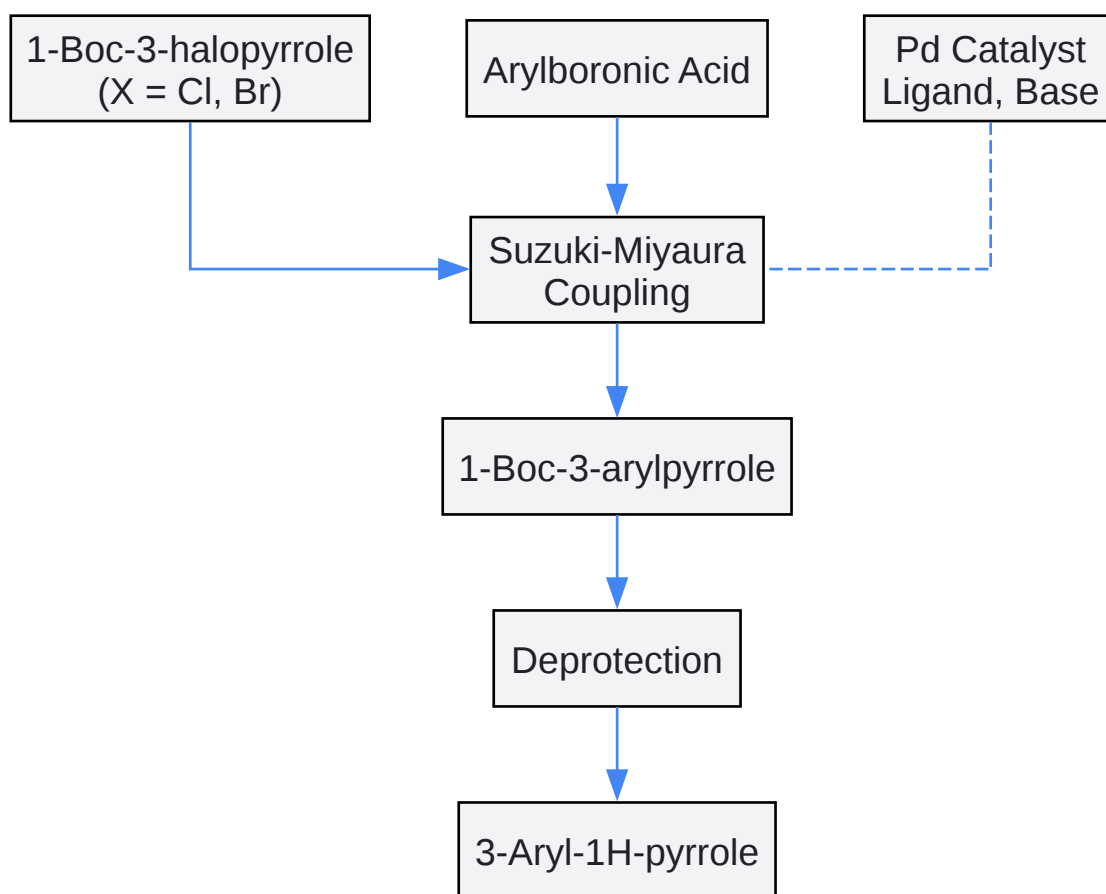 1-Boc-3-halopyrrole
(X = Cl, Br)
Arylboronic Acid
Pd Catalyst
Ligand, Base
Suzuki-Miyaura
Coupling
1-Boc-3-arylpyrrole
Deprotection
3-Aryl-1H-pyrrole